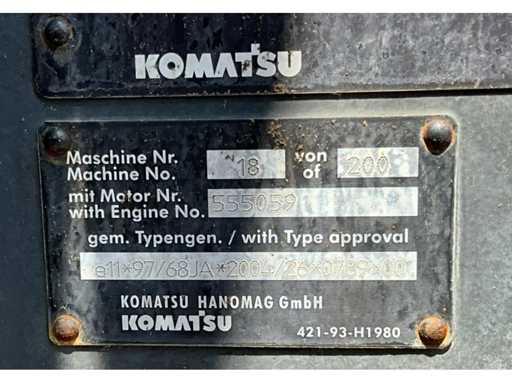 KOMATSU
Maschine Nr. 18 von 200
Machine No. of
mit Motor Nr. 555059
with Engine No.
gem. Typengen. / with Type approval
e11*97/68JA*2004/26*0789*00
KOMATSU HANOMAG GmbH
KOMATSU
421-93-H1980